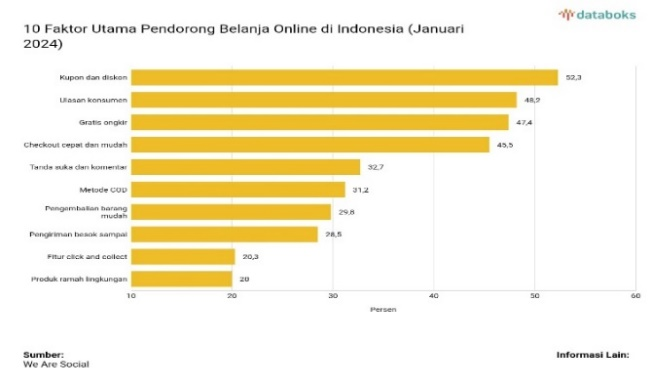 databoks
10 Faktor Utama Pendorong Belanja Online di Indonesia (Januari
2024)
Kupon dan diskon 52,3
Ulasan konsumen 48,2
Gratis ongkir 47,4
Checkout cepat dan mudah 45,5
Tanda suka dan komentar 32,7
Metode COD 31,2
Pengembalian barang
mudah 29,8
Pengiriman besok sampai 28,5
Fitur click and collect 20,3
Produk ramah lingkungan 20
10 20 30 40 50 60
Persen
Sumber: Informasi Lain:
We Are Social